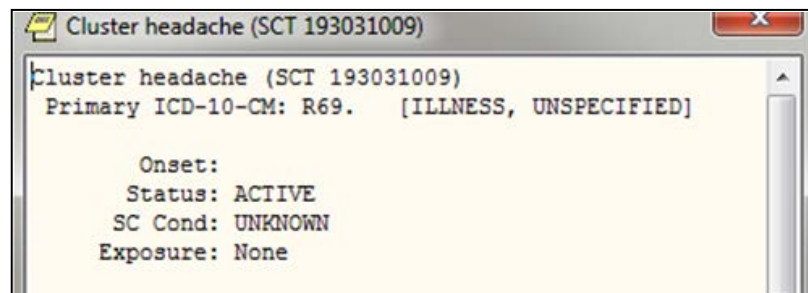 Cluster headache (SCT 193031009)
Cluster headache (SCT 193031009)
Primary ICD-10-CM: R69. [ILLNESS, UNSPECIFIED]
Onset:
Status: ACTIVE
SC Cond: UNKNOWN
Exposure: None